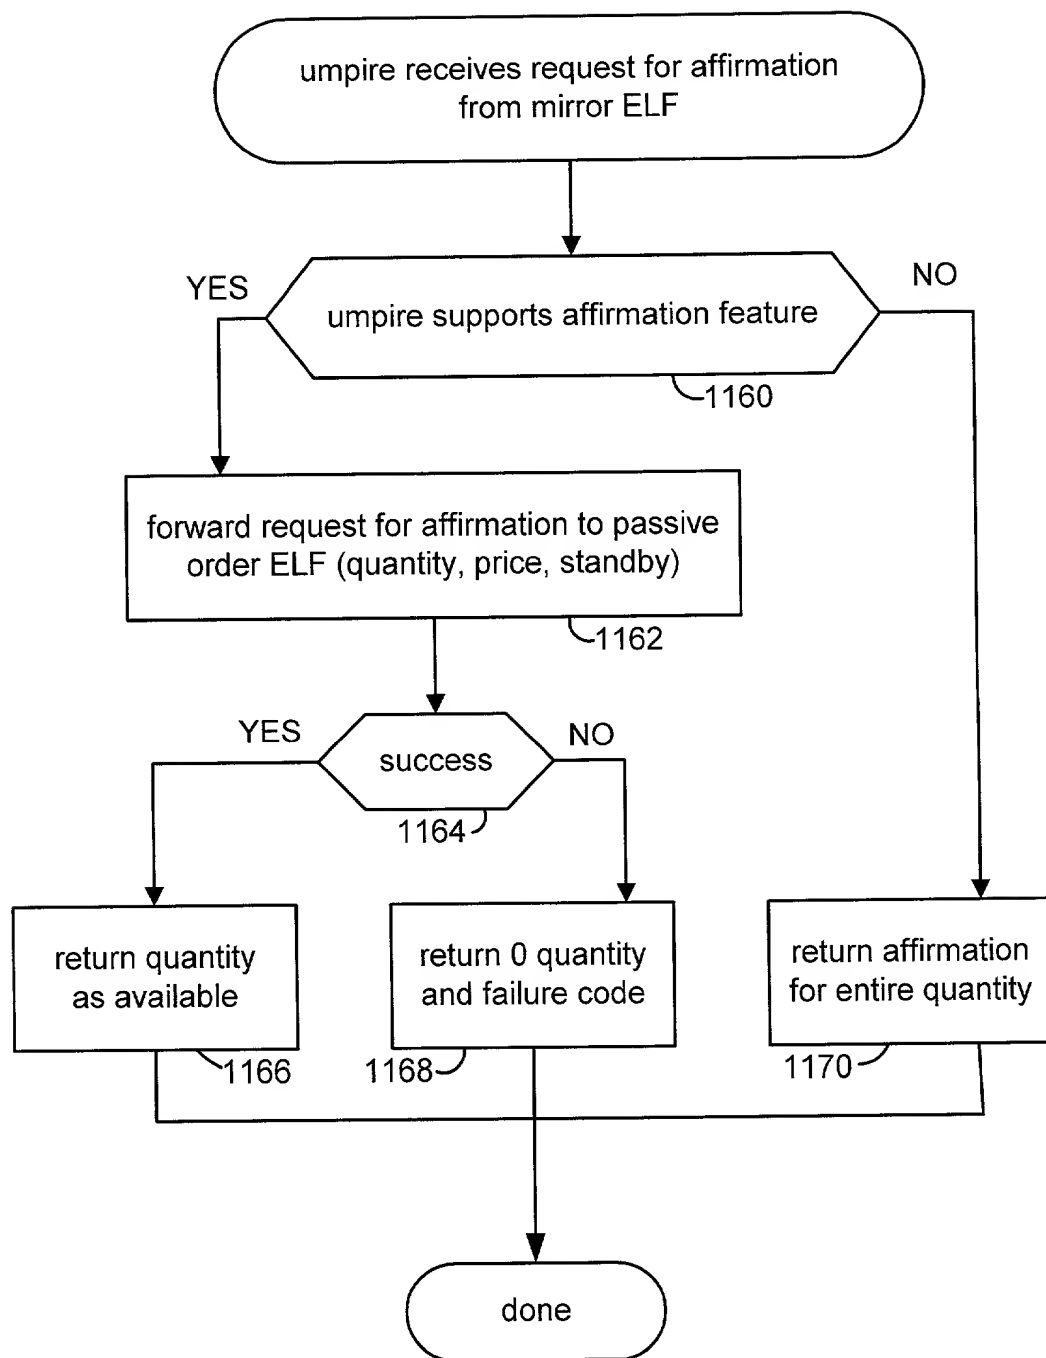 umpire receives request for affirmation
from mirror ELF
YES
NO
umpire supports affirmation feature
1160
forward request for affirmation to passive
order ELF (quantity, price, standby)
1162
YES
NO
success
1164
return quantity
as available
1166
return 0 quantity
and failure code
1168
return affirmation
for entire quantity
1170
done